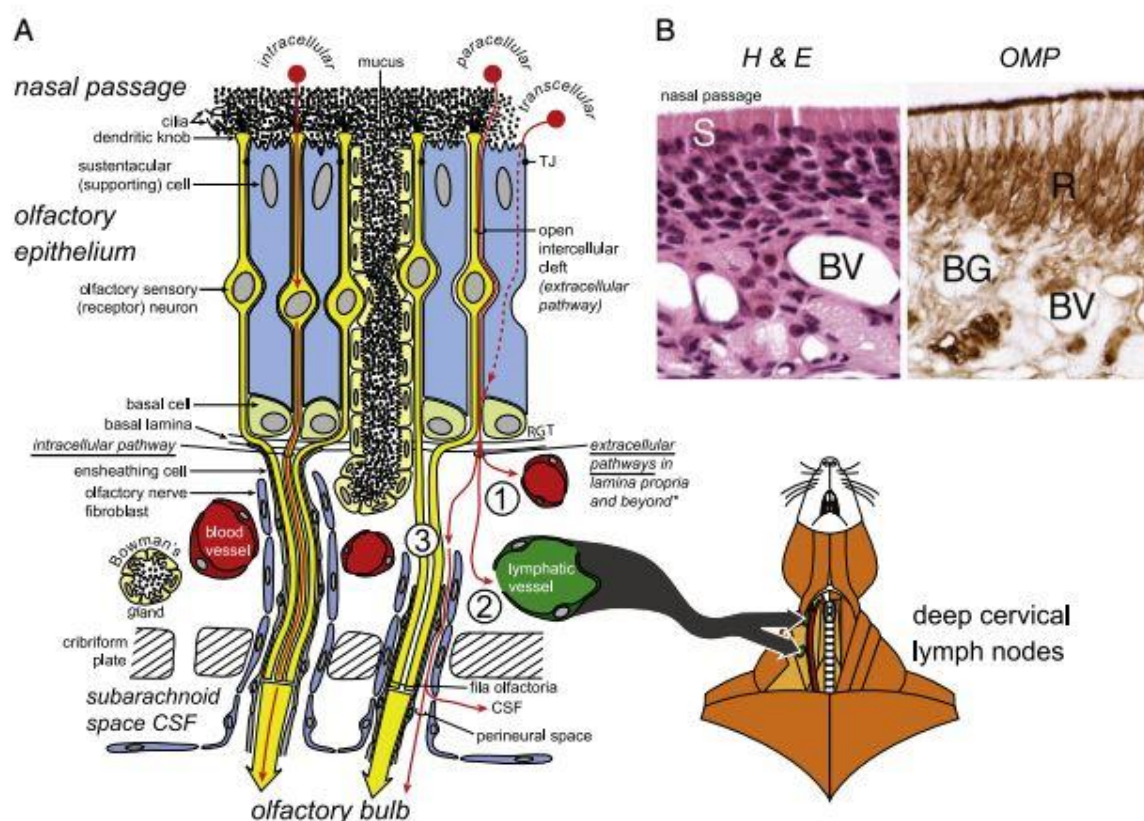 A
intracellular
paracellular
transcellular
mucus
nasal passage
cilia
dendritic knob
sustentacular
(supporting) cell
TJ
olfactory
epithelium
open
intercellular
cleft
(extracellular
pathway)
olfactory sensory
(receptor) neuron
basal cell
basal lamina
RGT
intracellular pathway
extracellular
pathways in
lamina propria
and beyond*
ensheathing cell
olfactory nerve
fibroblast
1
blood
vessel
3
Bowman's
gland
lymphatic
vessel
2
cribriform
plate
fila olfactoria
subarachnoid
space CSF
CSF
perineural space
olfactory bulb
deep cervical
lymph nodes
B
H & E
OMP
nasal passage
S
R
BV
BG
BV